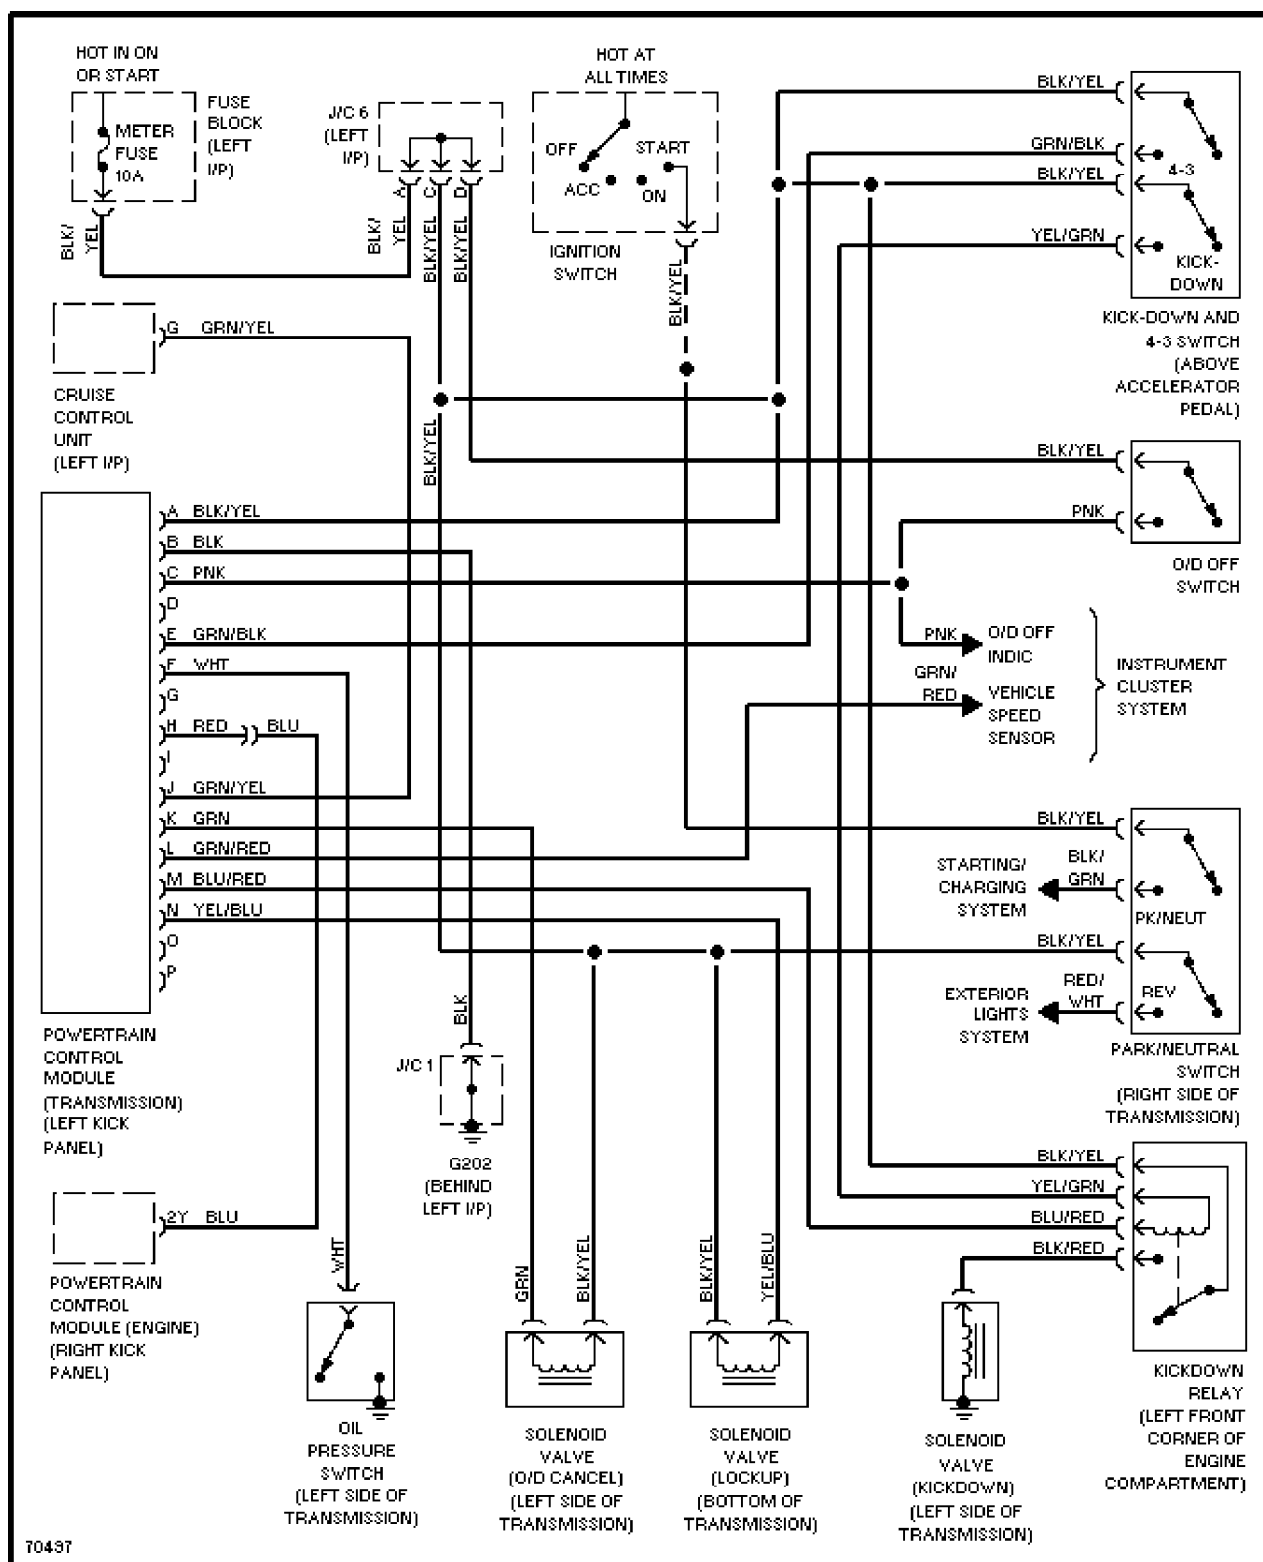 HOT IN ON
OR START
METER
FUSE
10A
FUSE
BLOCK
(LEFT
I/P)
BLK/
YEL
J/C 6
(LEFT
I/P)
A
C
D
BLK/
YEL
BLK/YEL
BLK/YEL
HOT AT
ALL TIMES
OFF
START
ACC
ON
IGNITION
SWITCH
BLK/YEL
BLK/YEL
GRN/BLK
BLK/YEL
YEL/GRN
4-3
KICK-
DOWN
KICK-DOWN AND
4-3 SWITCH
(ABOVE
ACCELERATOR
PEDAL)
G GRN/YEL
CRUISE
CONTROL
UNIT
(LEFT I/P)
BLK/YEL
BLK/YEL
PNK
O/D OFF
SWITCH
A BLK/YEL
B BLK
C PNK
D
E GRN/BLK
F WHT
G
H RED BLU
I
J GRN/YEL
K GRN
L GRN/RED
M BLU/RED
N YEL/BLU
O
P
POWERTRAIN
CONTROL
MODULE
(TRANSMISSION)
(LEFT KICK
PANEL)
PNK
O/D OFF
INDIC
GRN/
RED
VEHICLE
SPEED
SENSOR
INSTRUMENT
CLUSTER
SYSTEM
BLK/YEL
BLK/
GRN
STARTING/
CHARGING
SYSTEM
PK/NEUT
BLK/YEL
RED/
WHT
EXTERIOR
LIGHTS
SYSTEM
REV
PARK/NEUTRAL
SWITCH
(RIGHT SIDE OF
TRANSMISSION)
BLK
J/C 1
G202
(BEHIND
LEFT I/P)
BLK/YEL
YEL/GRN
BLU/RED
BLK/RED
KICKDOWN
RELAY
(LEFT FRONT
CORNER OF
ENGINE
COMPARTMENT)
2Y BLU
POWERTRAIN
CONTROL
MODULE (ENGINE)
(RIGHT KICK
PANEL)
WHT
OIL
PRESSURE
SWITCH
(LEFT SIDE OF
TRANSMISSION)
GRN
BLK/YEL
SOLENOID
VALVE
(O/D CANCEL)
(LEFT SIDE OF
TRANSMISSION)
BLK/YEL
YEL/BLU
SOLENOID
VALVE
(LOCKUP)
(BOTTOM OF
TRANSMISSION)
SOLENOID
VALVE
(KICKDOWN)
(LEFT SIDE OF
TRANSMISSION)
70497